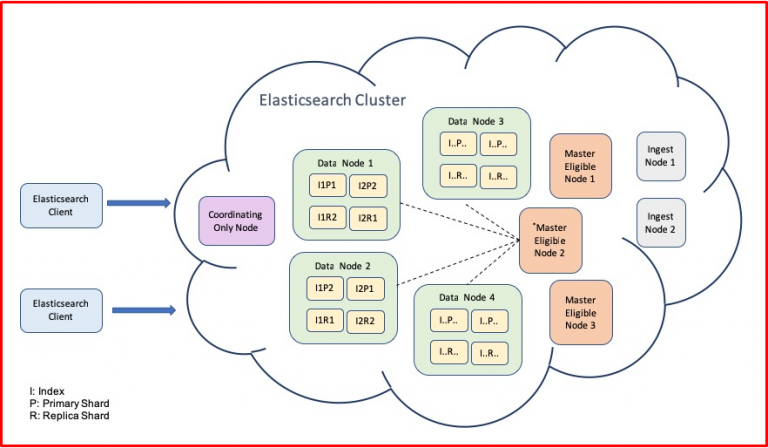 Elasticsearch Cluster
Elasticsearch
Client
Elasticsearch
Client
Coordinating
Only Node
Data Node 1
I1P1 I2P2
I1R2 I2R1
Data Node 2
I1P2 I2P1
I1R1 I2R2
Data Node 3
I..P.. I..P..
I..R.. I..R..
Data Node 4
I..P.. I..P..
I..R.. I..R..
Master
Eligible
Node 1
*Master
Eligible
Node 2
Master
Eligible
Node 3
Ingest
Node 1
Ingest
Node 2
I: Index
P: Primary Shard
R: Replica Shard